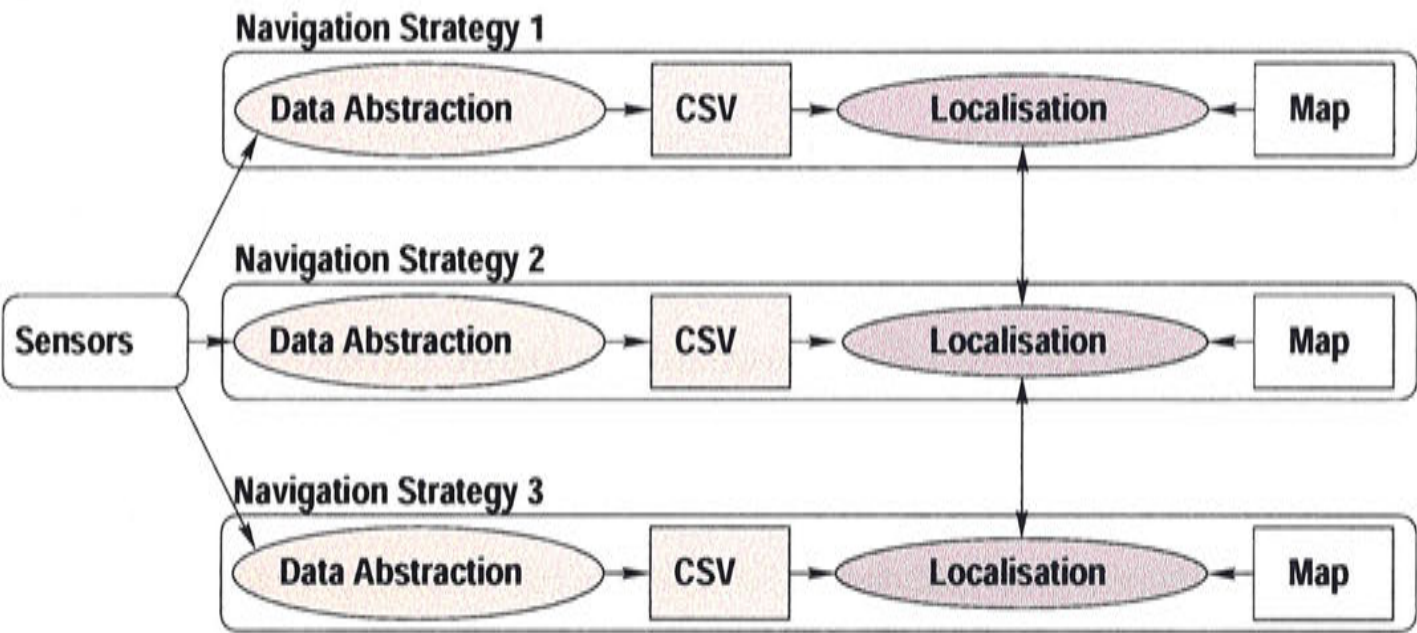 Navigation Strategy 1
Data Abstraction
CSV
Localisation
Map
Navigation Strategy 2
Sensors
Data Abstraction
CSV
Localisation
Map
Navigation Strategy 3
Data Abstraction
CSV
Localisation
Map